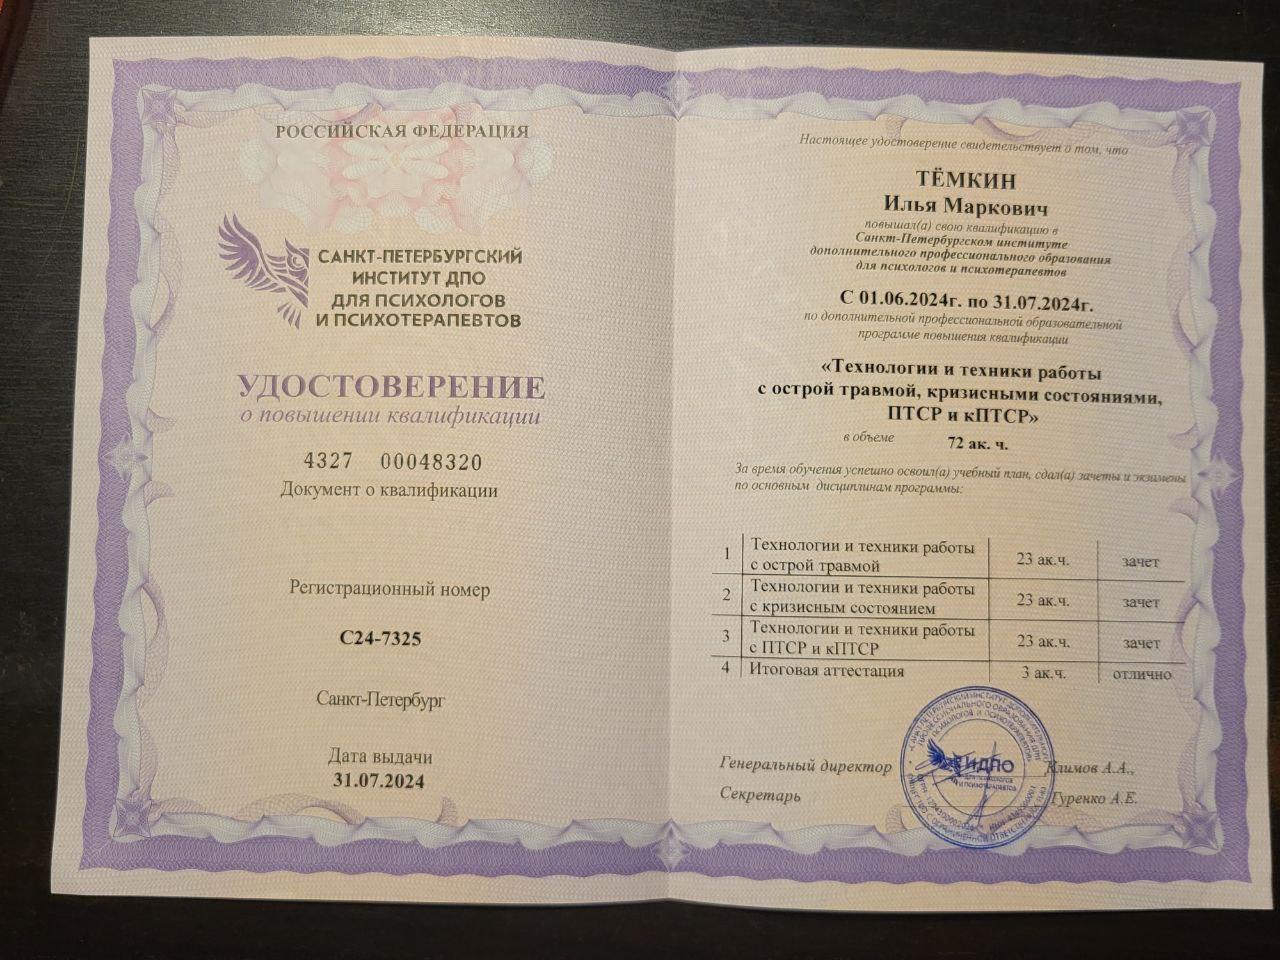 РОССИЙСКАЯ ФЕДЕРАЦИЯ
САНКТ-ПЕТЕРБУРГСКИЙ
ИНСТИТУТ ДПО
ДЛЯ ПСИХОЛОГОВ
И ПСИХОТЕРАПЕВТОВ
УДОСТОВЕРЕНИЕ
о повышении квалификации
4327 00048320
Документ о квалификации
Регистрационный номер
С24-7325
Санкт-Петербург
Дата выдачи
31.07.2024
Настоящее удостоверение свидетельствует о том, что
ТЁМКИН
Илья Маркович
повышал(а) свою квалификацию в
Санкт-Петербургском институте
дополнительного профессионального образования
для психологов и психотерапевтов
С 01.06.2024г. по 31.07.2024г.
по дополнительной профессиональной образовательной
программе повышения квалификации
«Технологии и техники работы
с острой травмой, кризисными состояниями,
ПТСР и кПТСР»
в объеме 72 ак. ч.
За время обучения успешно освоил(а) учебный план, сдал(а) зачеты и экзамены
по основным дисциплинам программы:
1 Технологии и техники работы
с острой травмой 23 ак.ч. зачет
2 Технологии и техники работы
с кризисным состоянием 23 ак.ч. зачет
3 Технологии и техники работы
с ПТСР и кПТСР 23 ак.ч. зачет
4 Итоговая аттестация 3 ак.ч. отлично
Генеральный директор Климов А.А.,
Секретарь Гуренко А.Е.
ИДПО
ДЛЯ ПСИХОЛОГОВ
И ПСИХОТЕРАПЕВТОВ